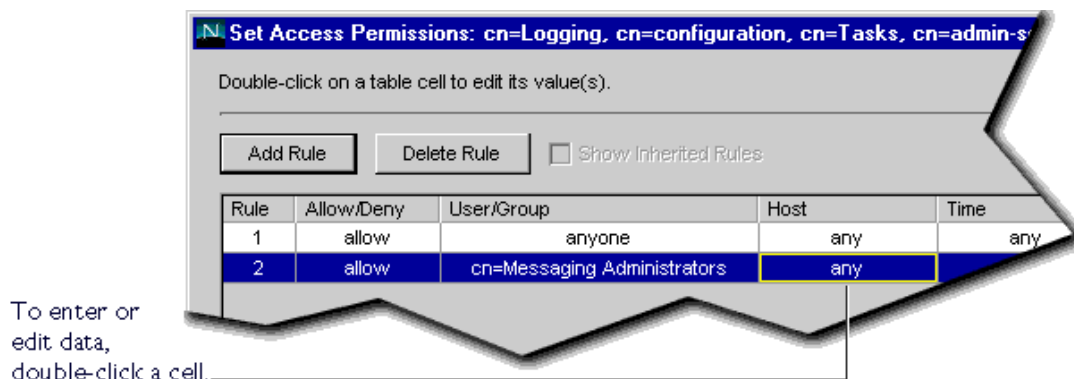 N Set Access Permissions: cn=Logging, cn=configuration, cn=Tasks, cn=admin-s
Double-click on a table cell to edit its value(s).
Add Rule Delete Rule Show Inherited Rules
Rule Allow/Deny User/Group Host Time
1 allow anyone any any
2 allow cn=Messaging Administrators any
To enter or
edit data,
double-click a cell.